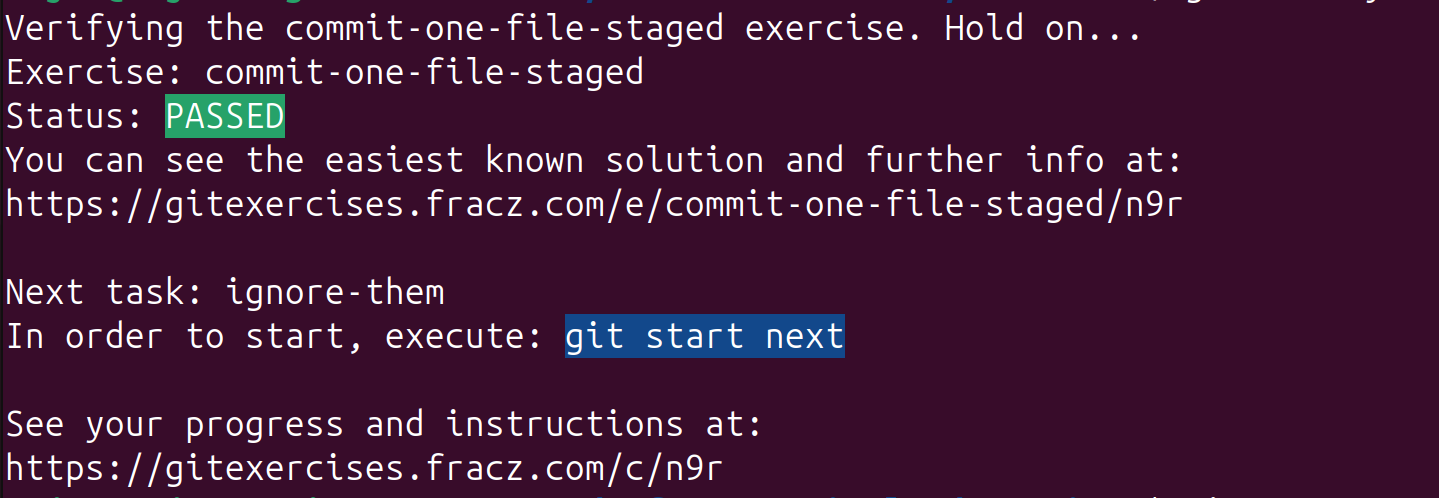 Verifying the commit-one-file-staged exercise. Hold on...
Exercise: commit-one-file-staged
Status: PASSED
You can see the easiest known solution and further info at:
https://gitexercises.fracz.com/e/commit-one-file-staged/n9r
Next task: ignore-them
In order to start, execute: git start next
See your progress and instructions at:
https://gitexercises.fracz.com/c/n9r